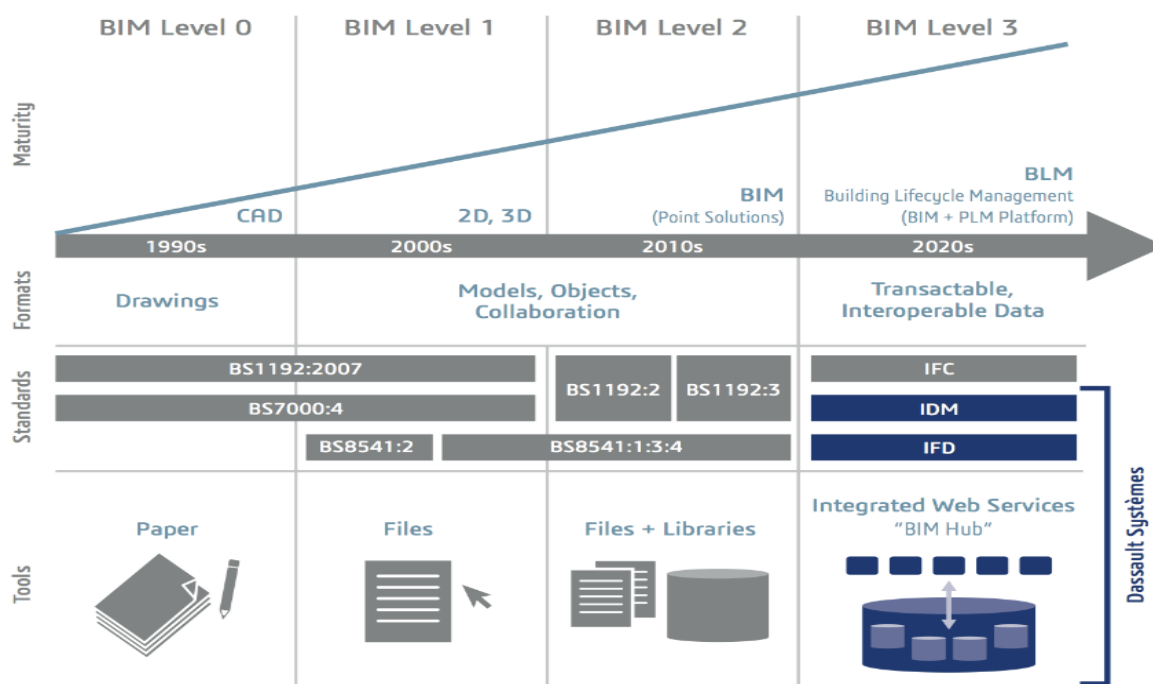 BIM Level 0
BIM Level 1
BIM Level 2
BIM Level 3
Maturity
CAD
2D, 3D
BIM
(Point Solutions)
BLM
Building Lifecycle Management
(BIM + PLM Platform)
1990s
2000s
2010s
2020s
Formats
Drawings
Models, Objects,
Collaboration
Transactable,
Interoperable Data
Standards
BS1192:2007
BS7000:4
BS8541:2
BS8541:1:3:4
BS1192:2
BS1192:3
IFC
IDM
IFD
Tools
Paper
Files
Files + Libraries
Integrated Web Services
“BIM Hub”
Dassault Systèmes